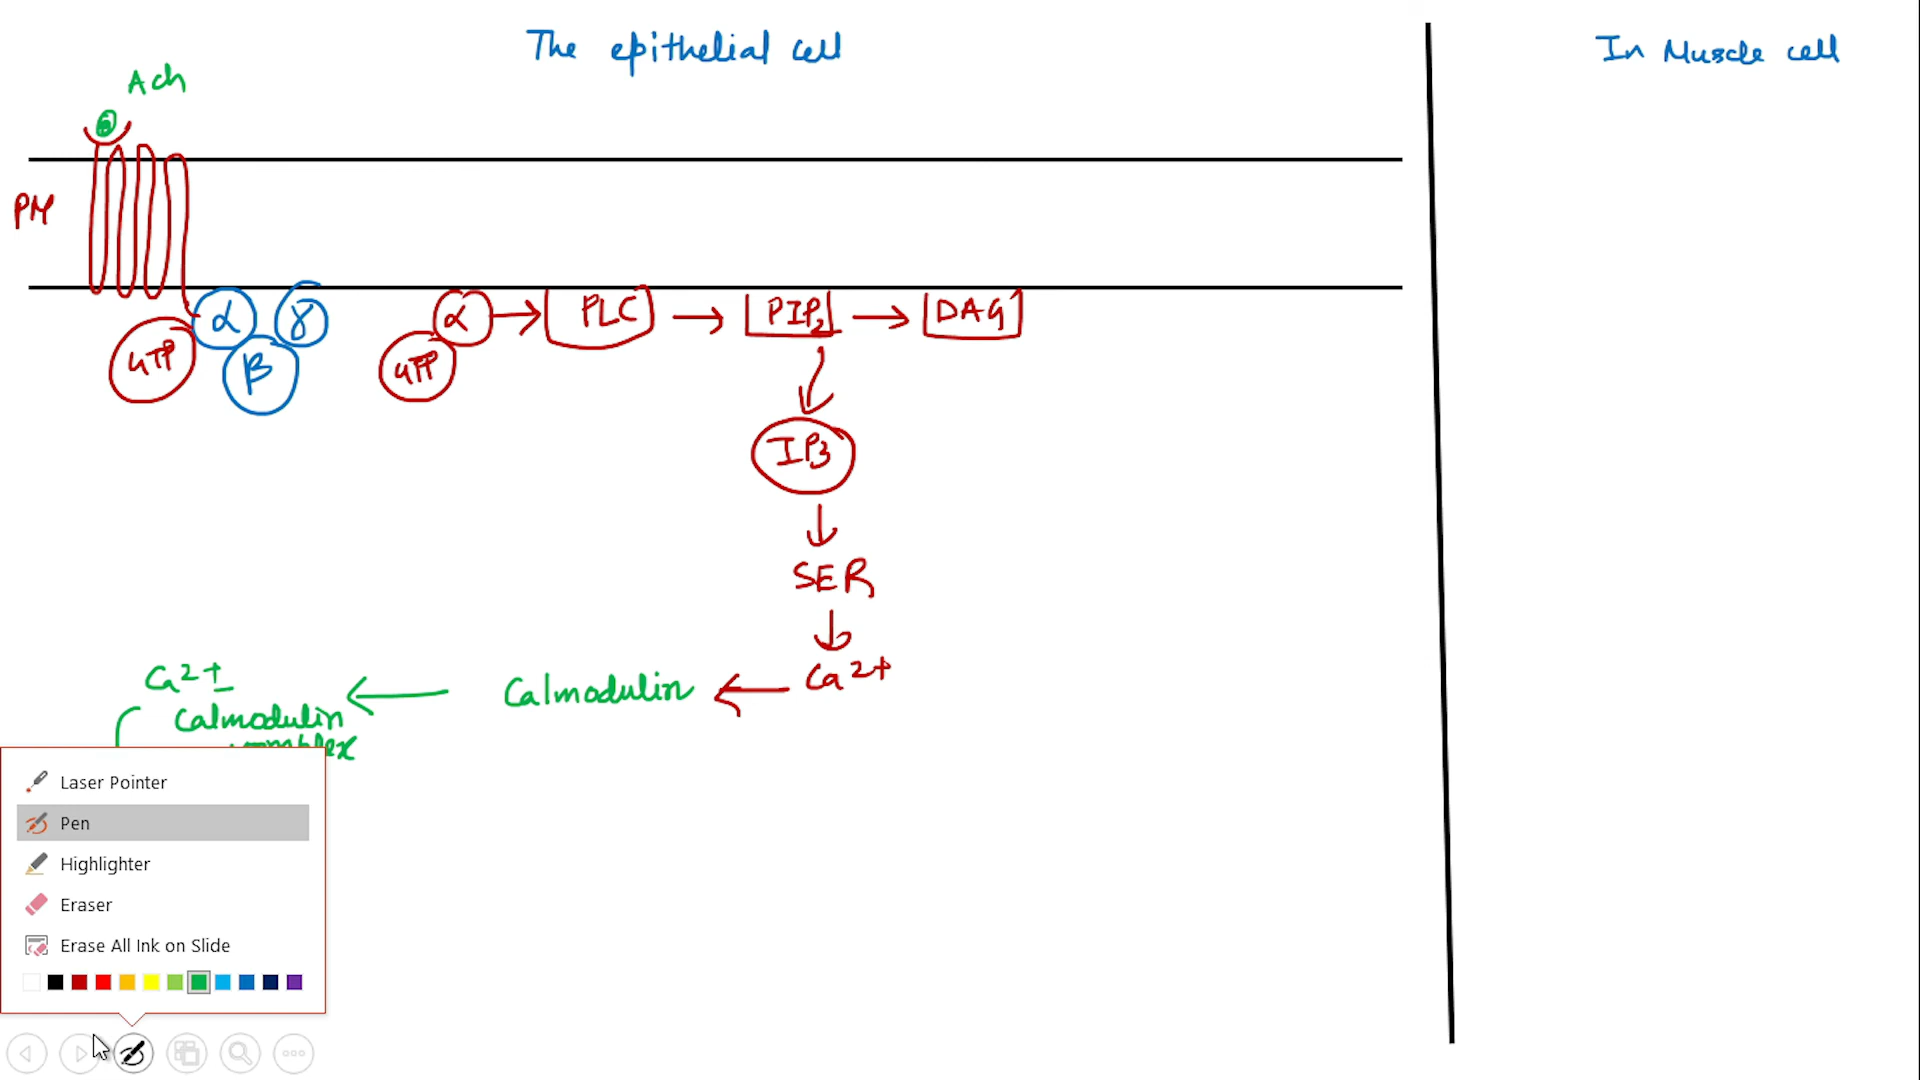 The epithelial cell
In Muscle cell
Ach
PM
α
γ
β
GTP
α
GTP
PLC
PIP2
DAG
IP3
SER
Ca2+
Calmodulin
Ca2+-
Calmodulin
complex
Laser Pointer
Pen
Highlighter
Eraser
Erase All Ink on Slide